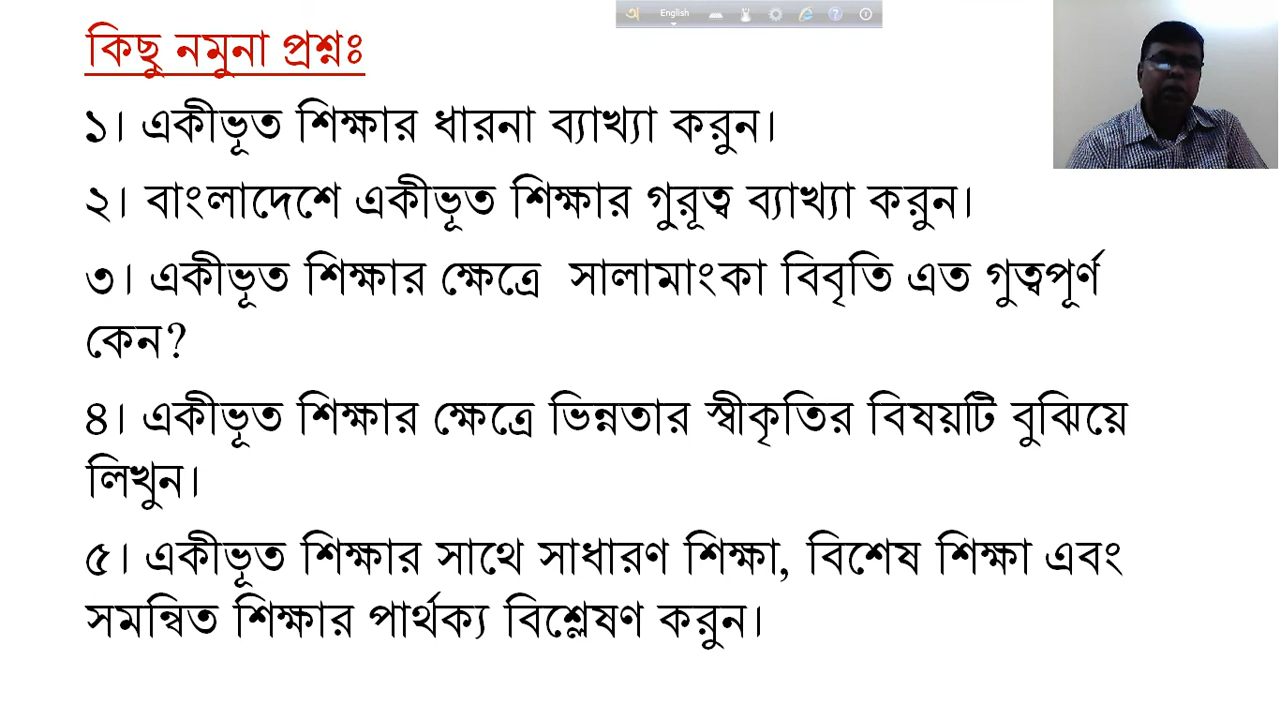 English
কিছু নমুনা প্রশ্নঃ
১। একীভূত শিক্ষার ধারনা ব্যাখ্যা করুন।
২। বাংলাদেশে একীভূত শিক্ষার গুরূত্ব ব্যাখ্যা করুন।
৩। একীভূত শিক্ষার ক্ষেত্রে সালামাংকা বিবৃতি এত গুত্বপূর্ণ
কেন?
৪। একীভূত শিক্ষার ক্ষেত্রে ভিন্নতার স্বীকৃতির বিষয়টি বুঝিয়ে
লিখুন।
৫। একীভূত শিক্ষার সাথে সাধারণ শিক্ষা, বিশেষ শিক্ষা এবং
সমন্বিত শিক্ষার পার্থক্য বিশ্লেষণ করুন।